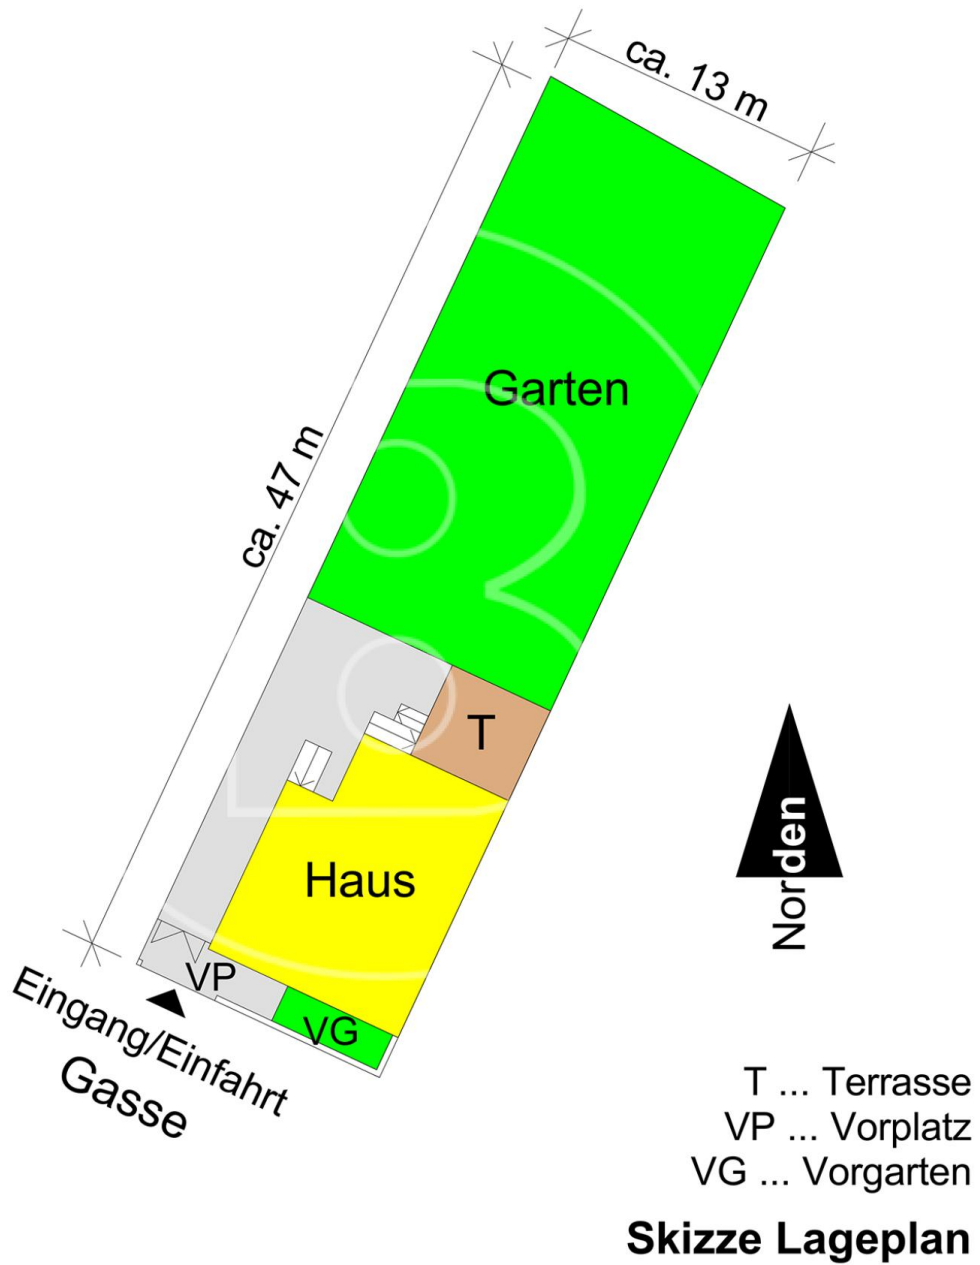 ca. 13 m
ca. 47 m
Garten
T
Haus
VP
VG
Norden
Eingang/Einfahrt
Gasse
T ... Terrasse
VP ... Vorplatz
VG ... Vorgarten
Skizze Lageplan